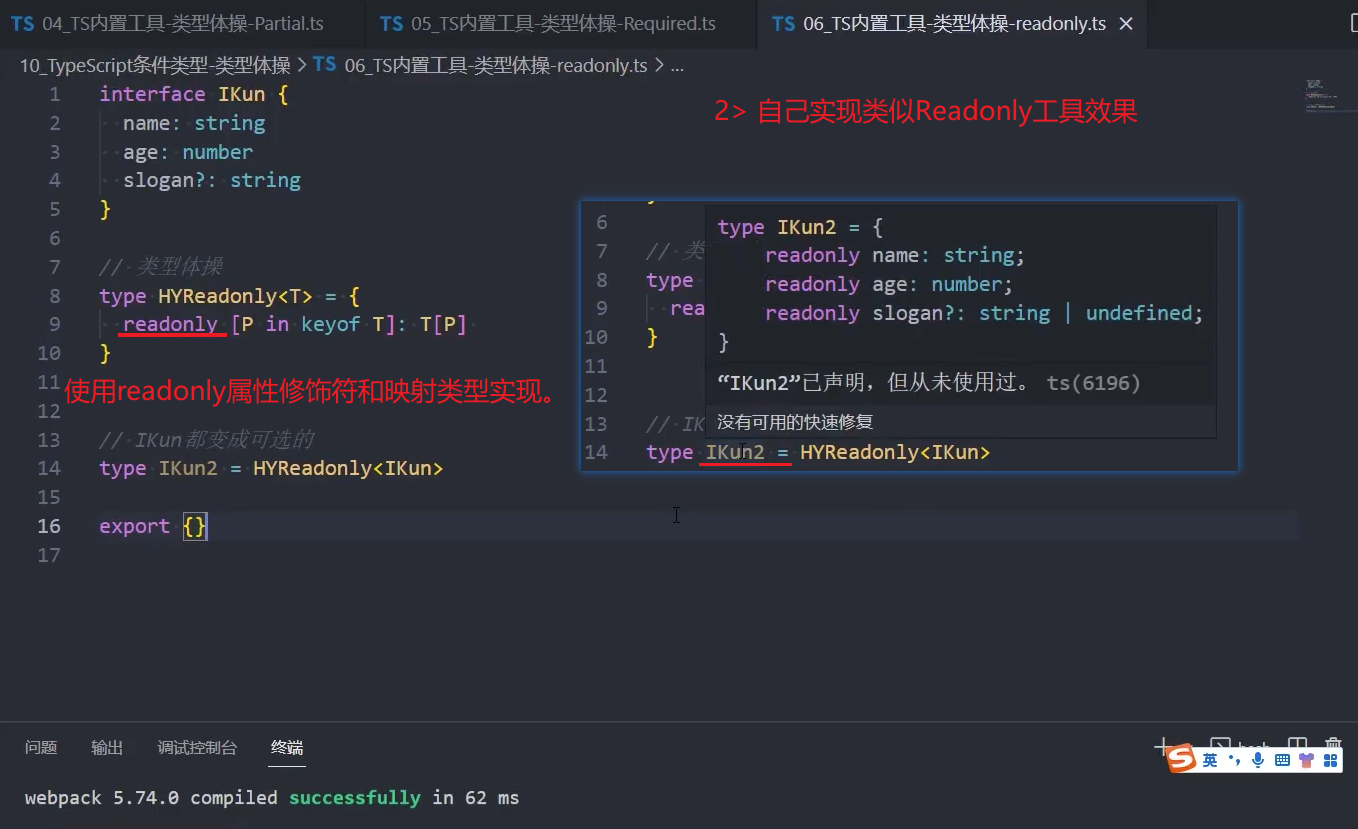 TS 04_TS内置工具-类型体操-Partial.ts
TS 05_TS内置工具-类型体操-Required.ts
TS 06_TS内置工具-类型体操-readonly.ts ×
10_TypeScript条件类型-类型体操 > TS 06_TS内置工具-类型体操-readonly.ts > ...
2> 自己实现类似Readonly工具效果
1 interface IKun {
2 name: string
3 age: number
4 slogan?: string
5 }
6
7 // 类型体操
8 type HYReadonly<T> = {
9 readonly [P in keyof T]: T[P]
10 }
11
使用readonly属性修饰符和映射类型实现。
12
13 // IKun都变成可选的
14 type IKun2 = HYReadonly<IKun>
15
16 export {}
17
6
7 // 类
8 type
9 rea
10 }
11
12
13 // IK
14 type IKun2 = HYReadonly<IKun>
type IKun2 = {
readonly name: string;
readonly age: number;
readonly slogan?: string | undefined;
}
“IKun2”已声明，但从未使用过。 ts(6196)
没有可用的快速修复
问题 输出 调试控制台 终端
S 英
webpack 5.74.0 compiled successfully in 62 ms